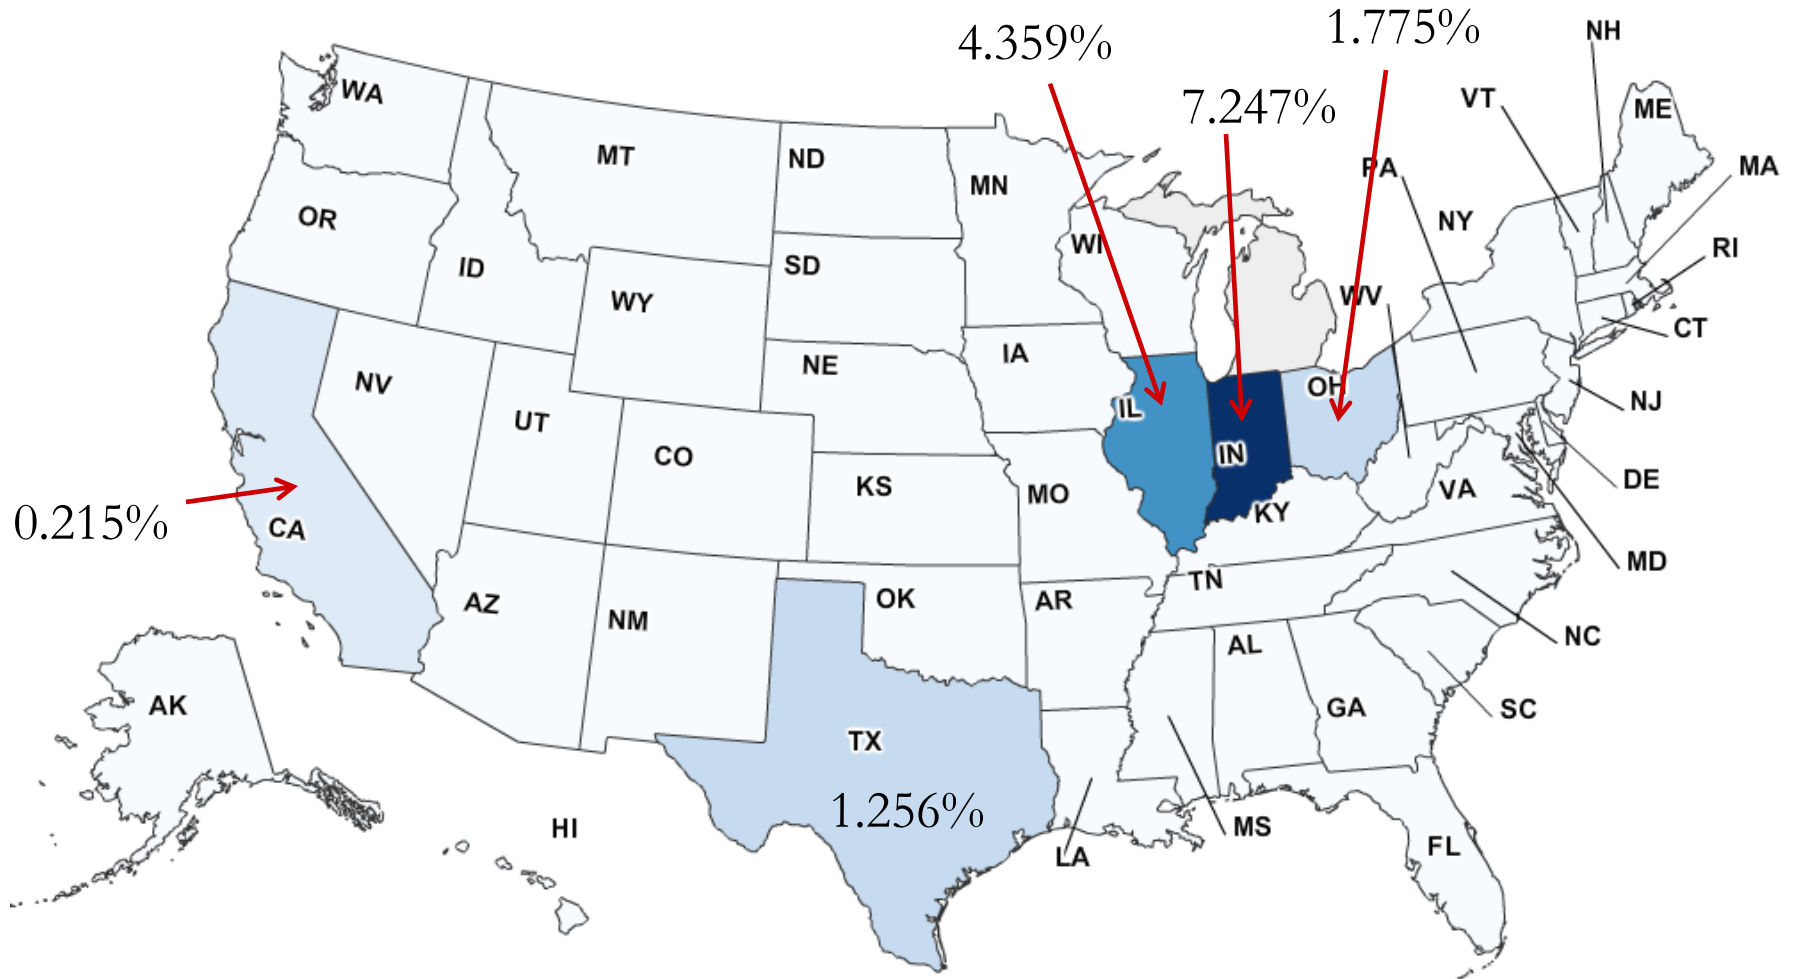 4.359%
1.775%
NH
WA
7.247%
VT
ME
MT
ND
PA
MA
MN
OR
NY
WI
RI
ID
SD
WY
WV
CT
IA
NE
NV
OH
NJ
IL
UT
CO
IN
KS
MO
VA
DE
KY
0.215%
CA
MD
TN
AZ
OK
AR
NM
NC
AL
AK
GA
SC
TX
1.256%
HI
MS
LA
FL